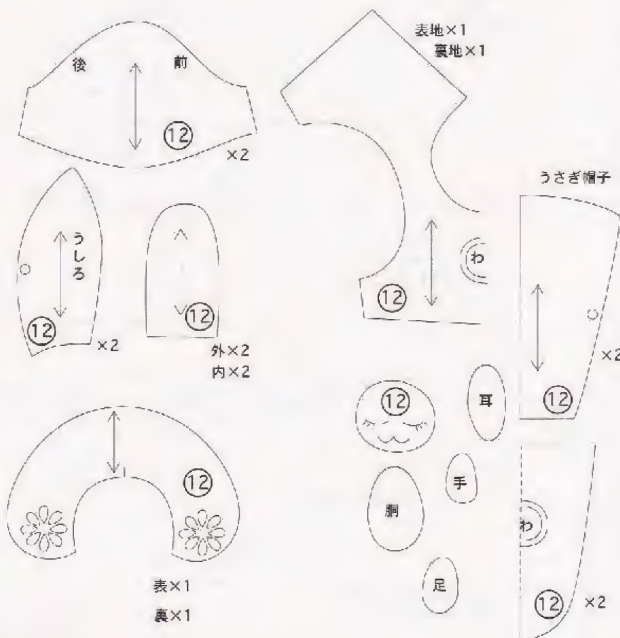 後 前
⑫
×2
うしろ
⑫
×2
⑫
外×2
内×2
⑫
表×1
裏×1
表地×1
裏地×1
わ
⑫
うさぎ帽子
×2
⑫
⑫
耳
手
胴
足
わ
⑫ ×2